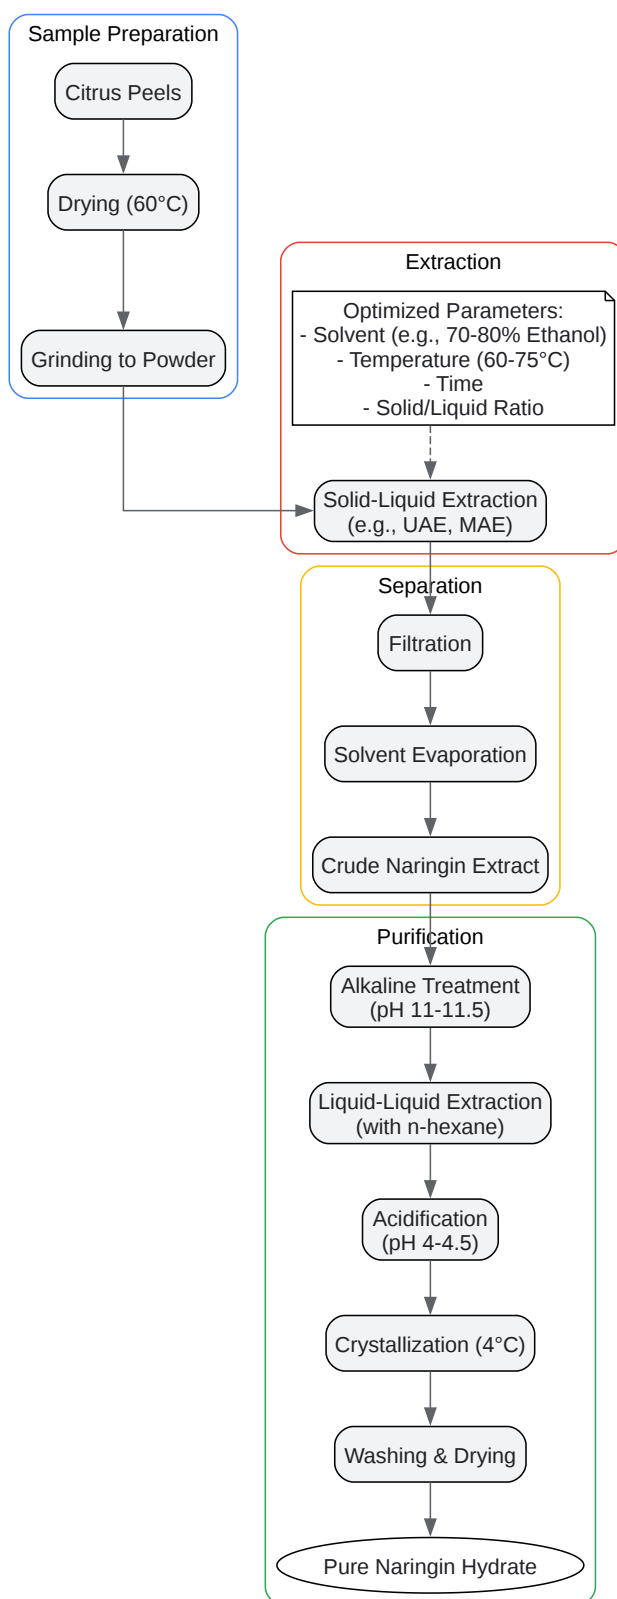 Sample Preparation
Citrus Peels
Drying (60°C)
Grinding to Powder
Extraction
Optimized Parameters:
- Solvent (e.g., 70-80% Ethanol)
- Temperature (60-75°C)
- Time
- Solid/Liquid Ratio
Solid-Liquid Extraction
(e.g., UAE, MAE)
Separation
Filtration
Solvent Evaporation
Crude Naringin Extract
Purification
Alkaline Treatment
(pH 11-11.5)
Liquid-Liquid Extraction
(with n-hexane)
Acidification
(pH 4-4.5)
Crystallization (4°C)
Washing & Drying
Pure Naringin Hydrate